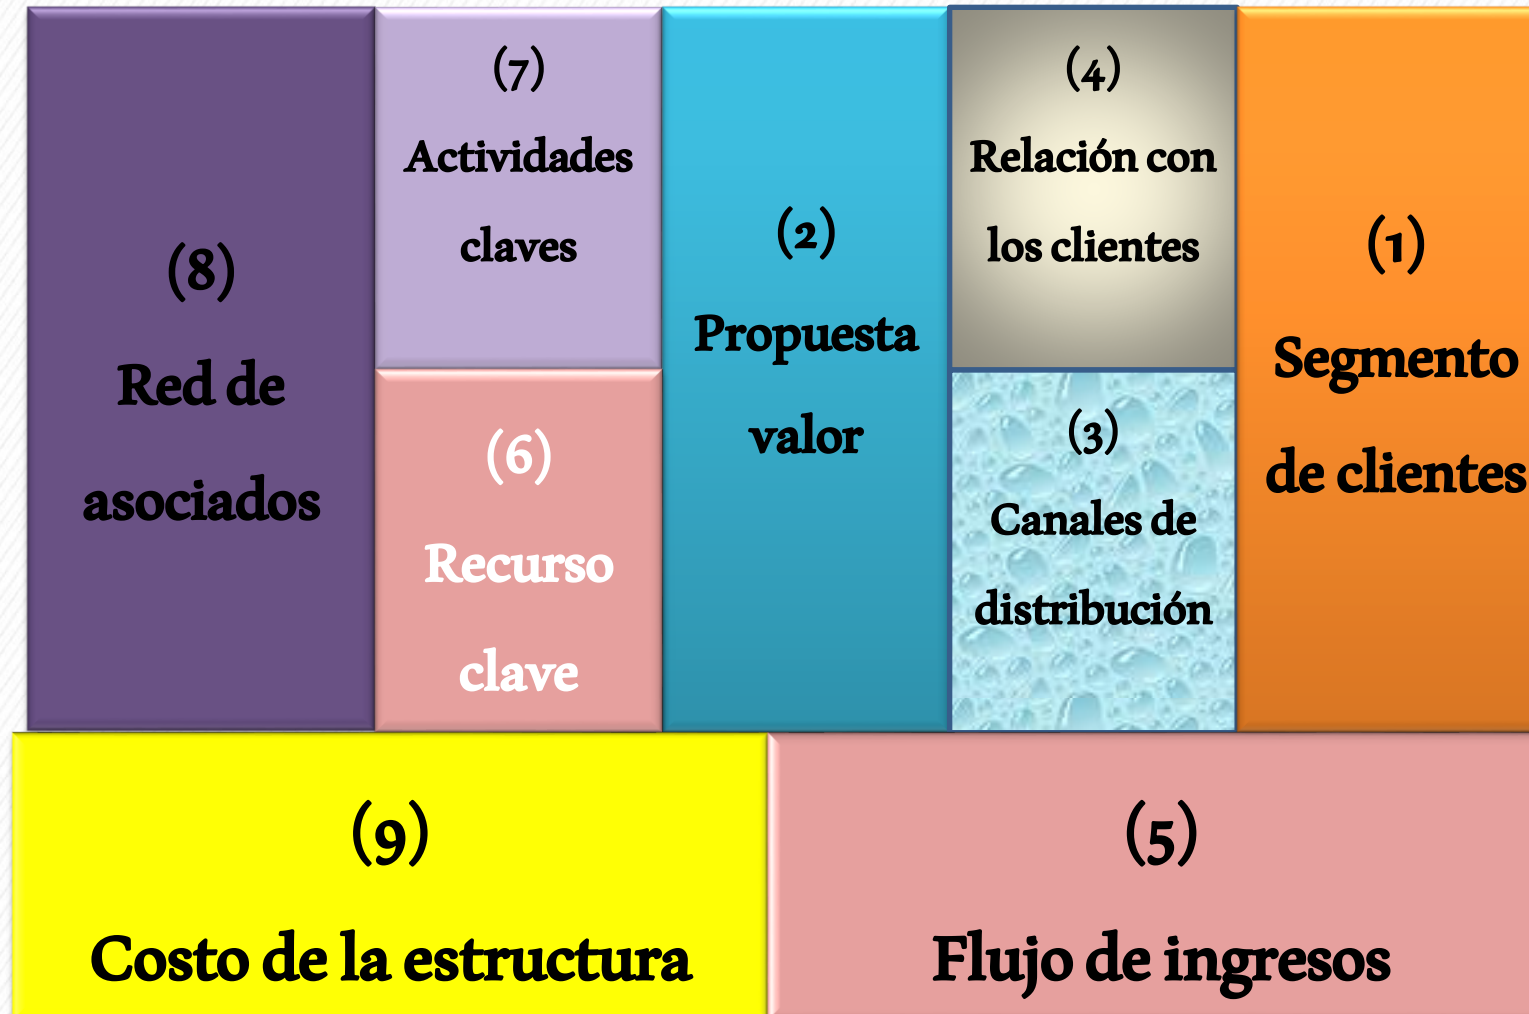 (8)
Red de
asociados
(7)
Actividades
claves
(6)
Recurso
clave
(2)
Propuesta
valor
(4)
Relación con
los clientes
(3)
Canales de
distribución
(1)
Segmento
de clientes
(9)
Costo de la estructura
(5)
Flujo de ingresos